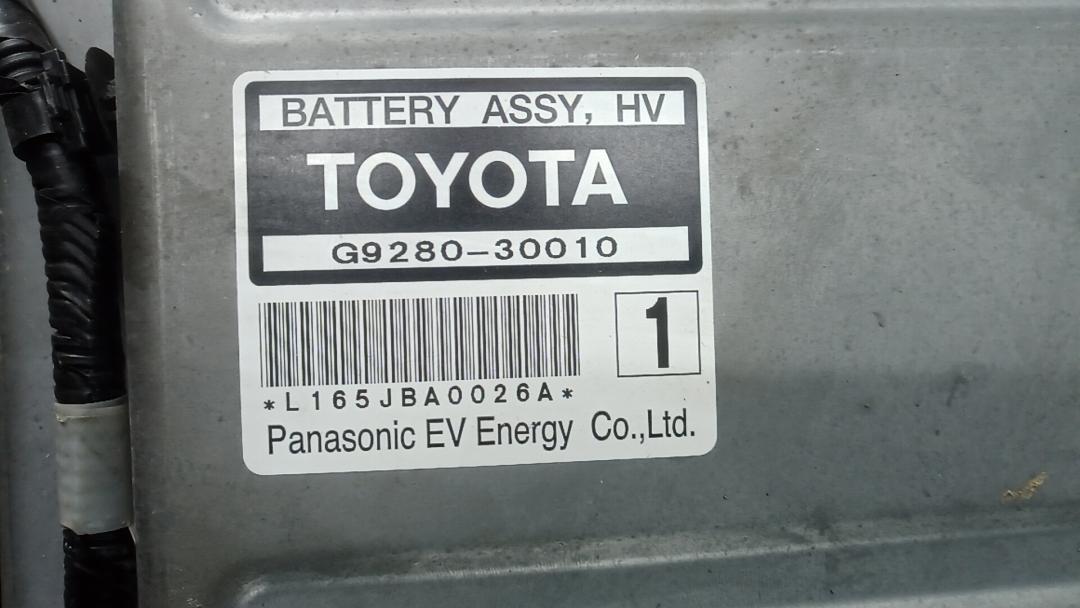 BATTERY ASSY, HV
TOYOTA
G9280-30010
1
*L165JBA0026A*
Panasonic EV Energy Co.,Ltd.